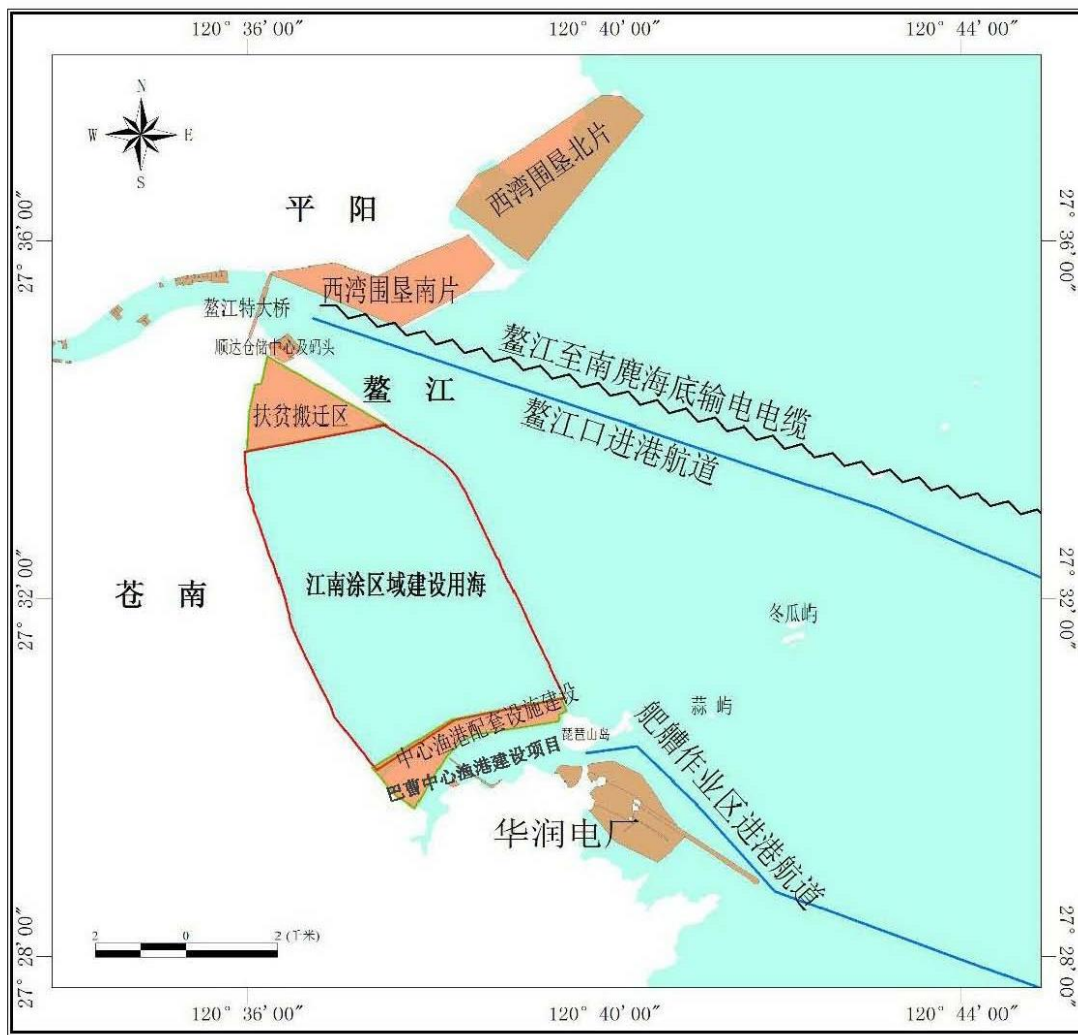 120° 36′00″
120° 40′00″
120° 44′00″
N
W
E
S
平 阳
西湾围垦北片
27° 36′00″
27° 36′00″
西湾围垦南片
鳌江特大桥
顺达仓储中心及码头
鳌 江
鳌江至南麂海底输电电缆
鳌江口进港航道
扶贫搬迁区
苍 南
江南涂区域建设用海
27° 32′00″
27° 32′00″
冬瓜屿
蒜屿
中心渔港配套设施建设
琵琶山岛
巴曹中心渔港建设项目
肥艚作业区进港航道
华润电厂
2
0
2 (千米)
27° 28′00″
27° 28′00″
120° 36′00″
120° 40′00″
120° 44′00″